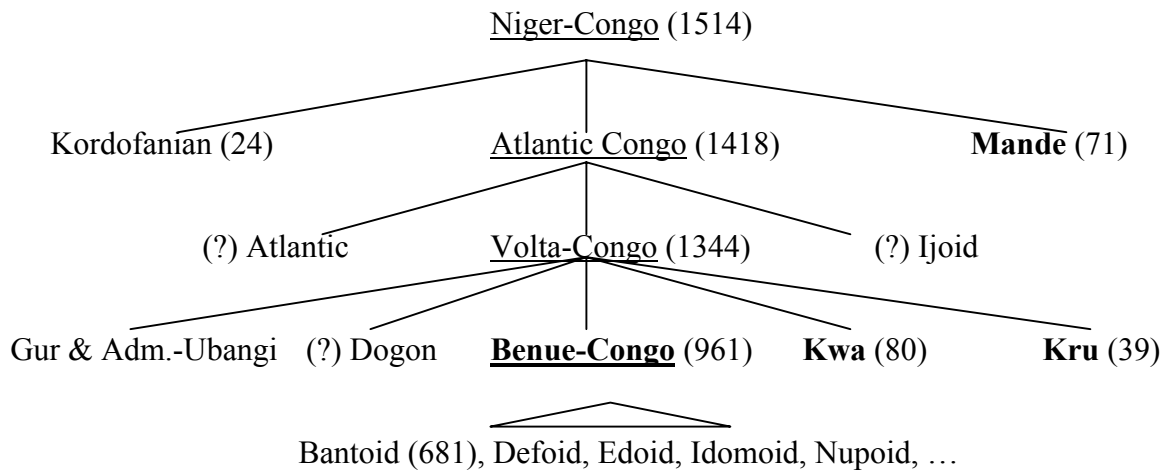 Niger-Congo (1514)
Kordofanian (24) Atlantic Congo (1418) Mande (71)
(?) Atlantic Volta-Congo (1344) (?) Ijoid
Gur & Adm.-Ubangi (?) Dogon Benue-Congo (961) Kwa (80) Kru (39)
Bantoid (681), Defoid, Edoid, Idomoid, Nupoid, …